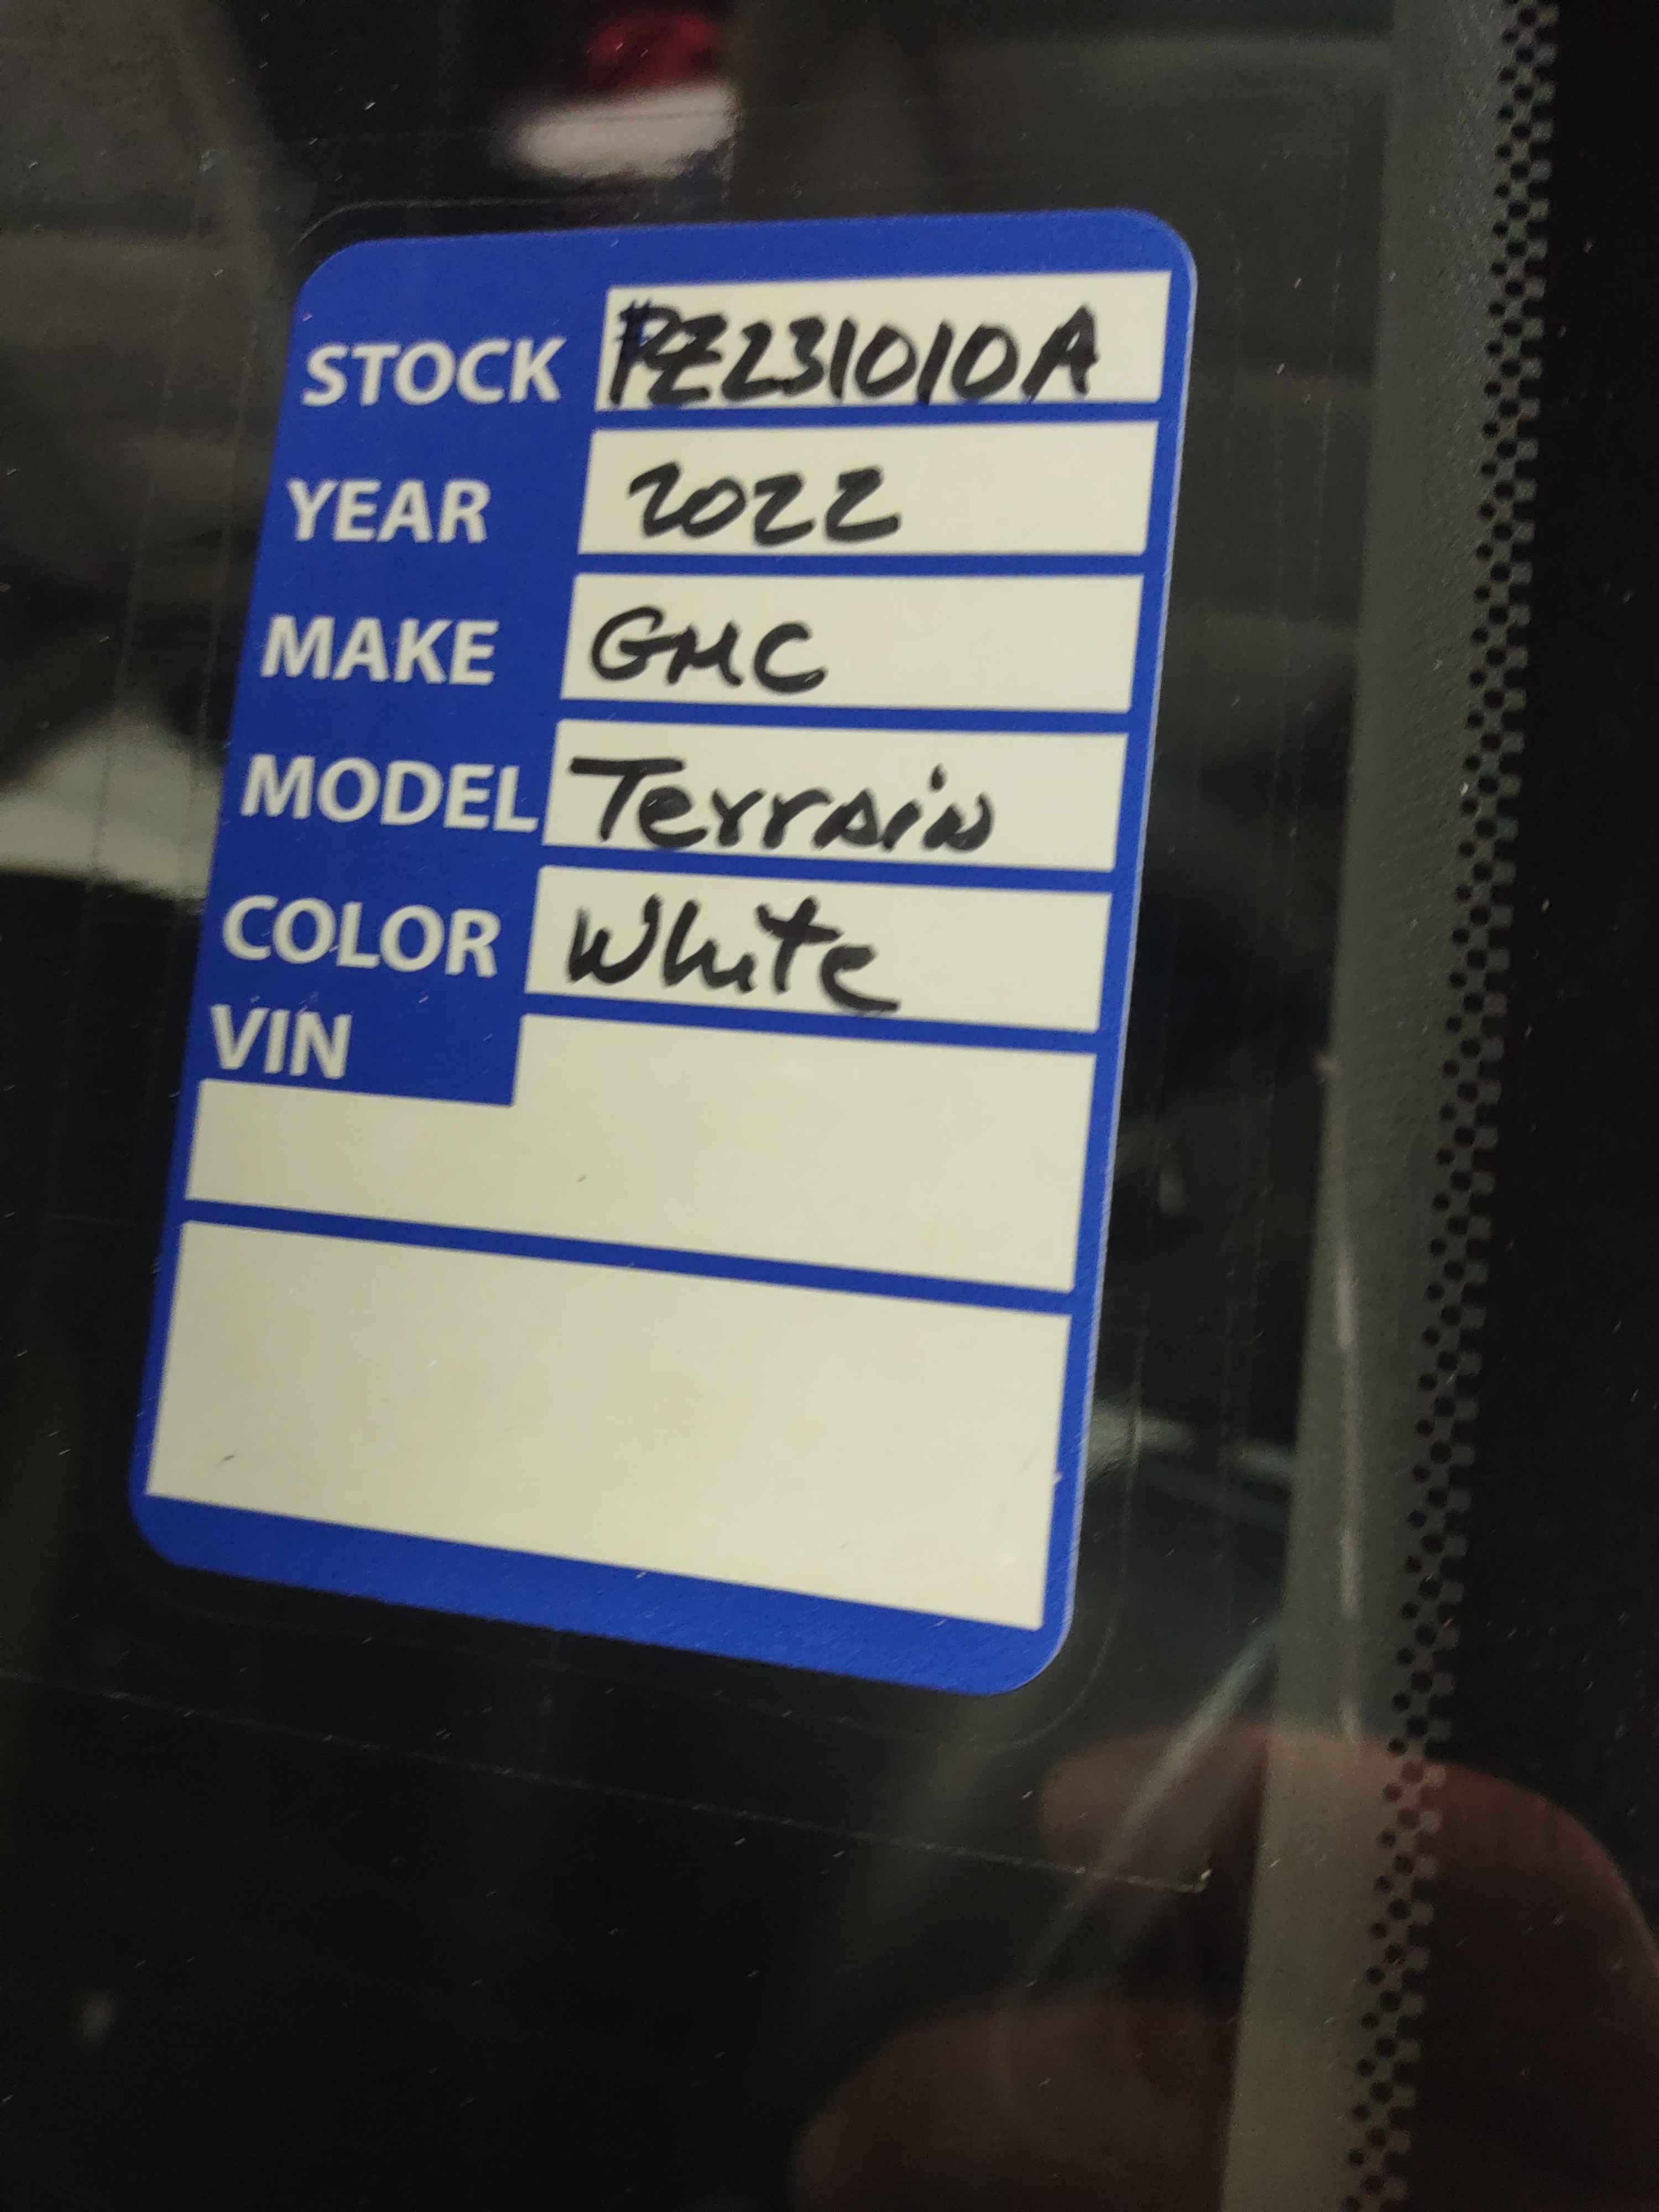 STOCK #PZ231010A
YEAR 2022
MAKE GMC
MODEL Terrain
COLOR White
VIN